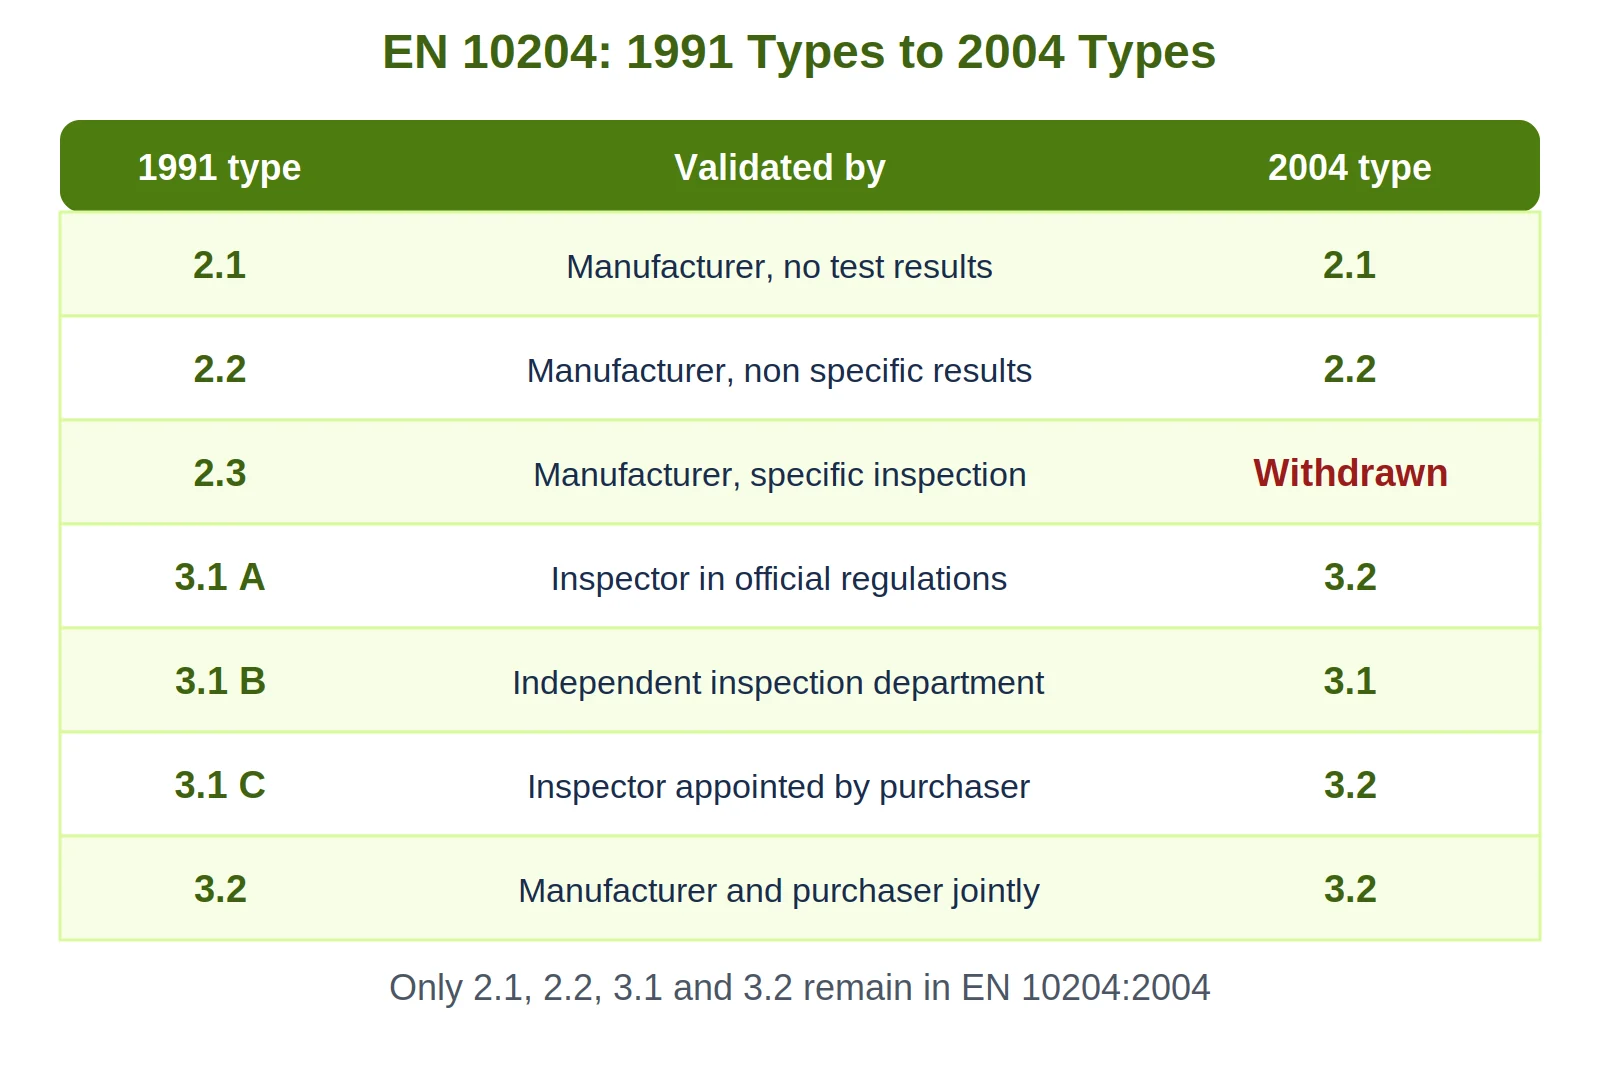 EN 10204: 1991 Types to 2004 Types
1991 type Validated by 2004 type
2.1 Manufacturer, no test results 2.1
2.2 Manufacturer, non specific results 2.2
2.3 Manufacturer, specific inspection Withdrawn
3.1 A Inspector in official regulations 3.2
3.1 B Independent inspection department 3.1
3.1 C Inspector appointed by purchaser 3.2
3.2 Manufacturer and purchaser jointly 3.2
Only 2.1, 2.2, 3.1 and 3.2 remain in EN 10204:2004